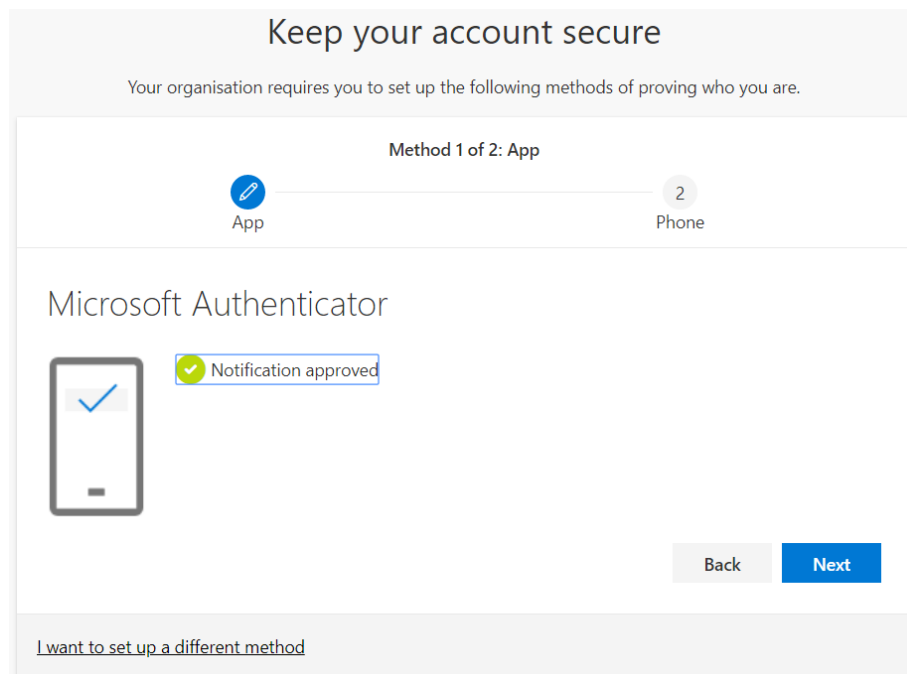 Keep your account secure
Your organisation requires you to set up the following methods of proving who you are.
Method 1 of 2: App
2
App
Phone
Microsoft Authenticator
Notification approved
Back
Next
I want to set up a different method